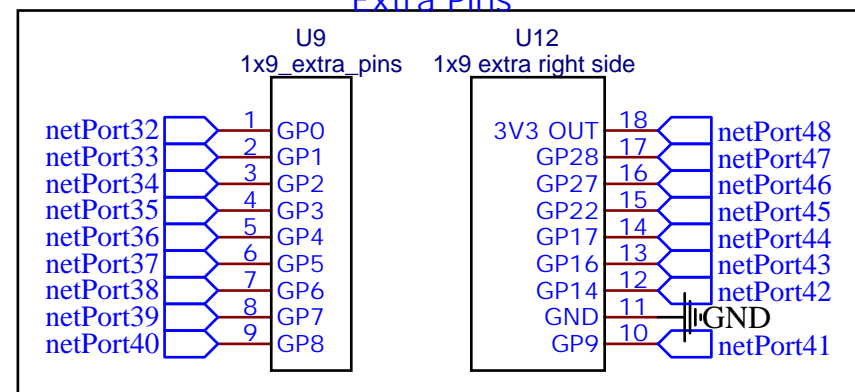 Extra Pins
U9
1x9_extra_pins
netPort32 1 GP0
netPort33 2 GP1
netPort34 3 GP2
netPort35 4 GP3
netPort36 5 GP4
netPort37 6 GP5
netPort38 7 GP6
netPort39 8 GP7
netPort40 9 GP8
U12
1x9 extra right side
3V3 OUT 18 netPort48
GP28 17 netPort47
GP27 16 netPort46
GP22 15 netPort45
GP17 14 netPort44
GP16 13 netPort43
GP14 12 netPort42
GND 11 GND
GP9 10 netPort41